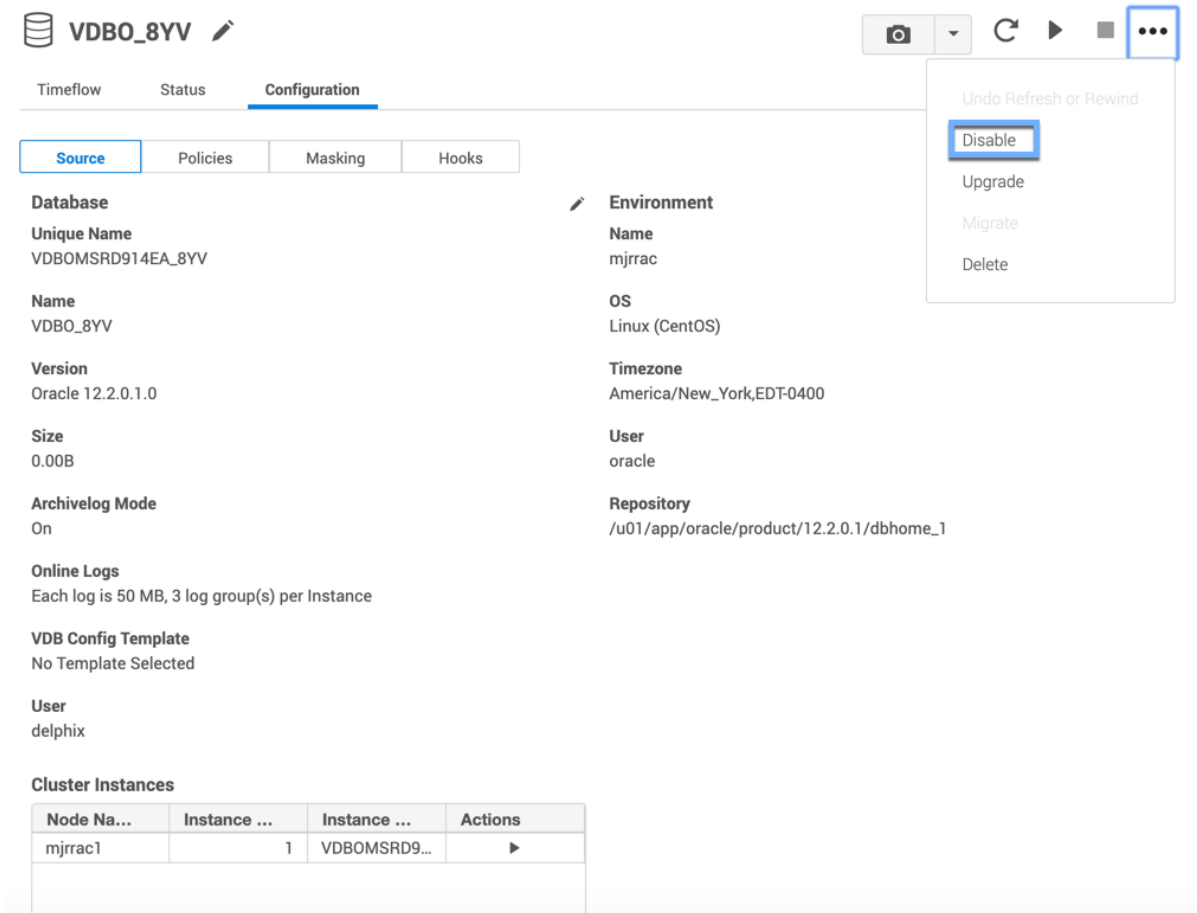 VDBO_8YV
Timeflow Status Configuration
Undo Refresh or Rewind
Disable
Upgrade
Migrate
Delete
Source Policies Masking Hooks
Database
Unique Name
VDBOMSRD914EA_8YV
Name
VDBO_8YV
Version
Oracle 12.2.0.1.0
Size
0.00B
Archivelog Mode
On
Online Logs
Each log is 50 MB, 3 log group(s) per Instance
VDB Config Template
No Template Selected
User
delphix
Environment
Name
mjrrac
OS
Linux (CentOS)
Timezone
America/New_York,EDT-0400
User
oracle
Repository
/u01/app/oracle/product/12.2.0.1/dbhome_1
Cluster Instances
Node Na... Instance ... Instance ... Actions
mjrrac1 1 VDBOMSRD9...